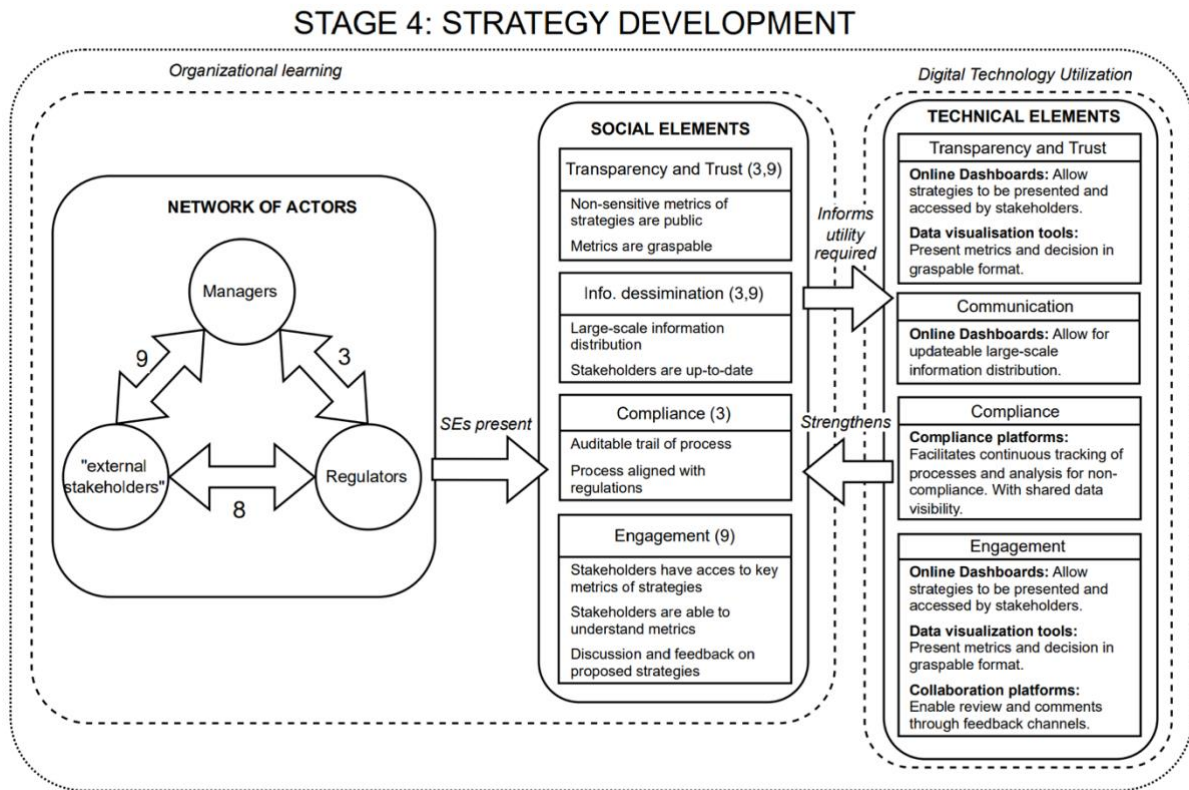 STAGE 4: STRATEGY DEVELOPMENT
Organizational learning
NETWORK OF ACTORS
Managers
9
3
"external
stakeholders"
8
Regulators
SEs present
SOCIAL ELEMENTS
Transparency and Trust (3,9)
Non-sensitive metrics of
strategies are public
Metrics are graspable
Info. dessimination (3,9)
Large-scale information
distribution
Stakeholders are up-to-date
Compliance (3)
Auditable trail of process
Process aligned with
regulations
Engagement (9)
Stakeholders have acces to key
metrics of strategies
Stakeholders are able to
understand metrics
Discussion and feedback on
proposed strategies
Informs
utility
required
Strengthens
Digital Technology Utilization
TECHNICAL ELEMENTS
Transparency and Trust
Online Dashboards: Allow
strategies to be presented and
accessed by stakeholders.
Data visualisation tools:
Present metrics and decision in
graspable format.
Communication
Online Dashboards: Allow for
updateable large-scale
information distribution.
Compliance
Compliance platforms:
Facilitates continuous tracking of
processes and analysis for non-
compliance. With shared data
visibility.
Engagement
Online Dashboards: Allow
strategies to be presented and
accessed by stakeholders.
Data visualization tools:
Present metrics and decision in
graspable format.
Collaboration platforms:
Enable review and comments
through feedback channels.